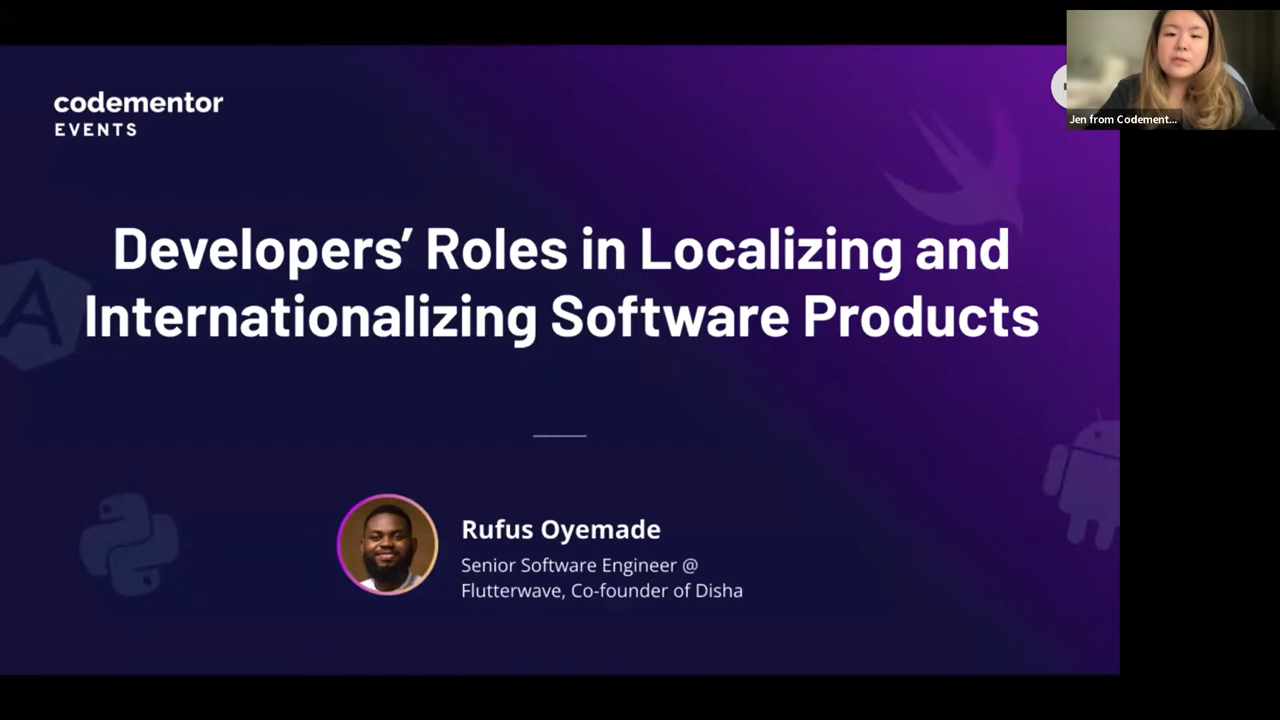 codementor
EVENTS
Jen from Codement...
Developers’ Roles in Localizing and
Internationalizing Software Products
Rufus Oyemade
Senior Software Engineer @
Flutterwave, Co-founder of Disha